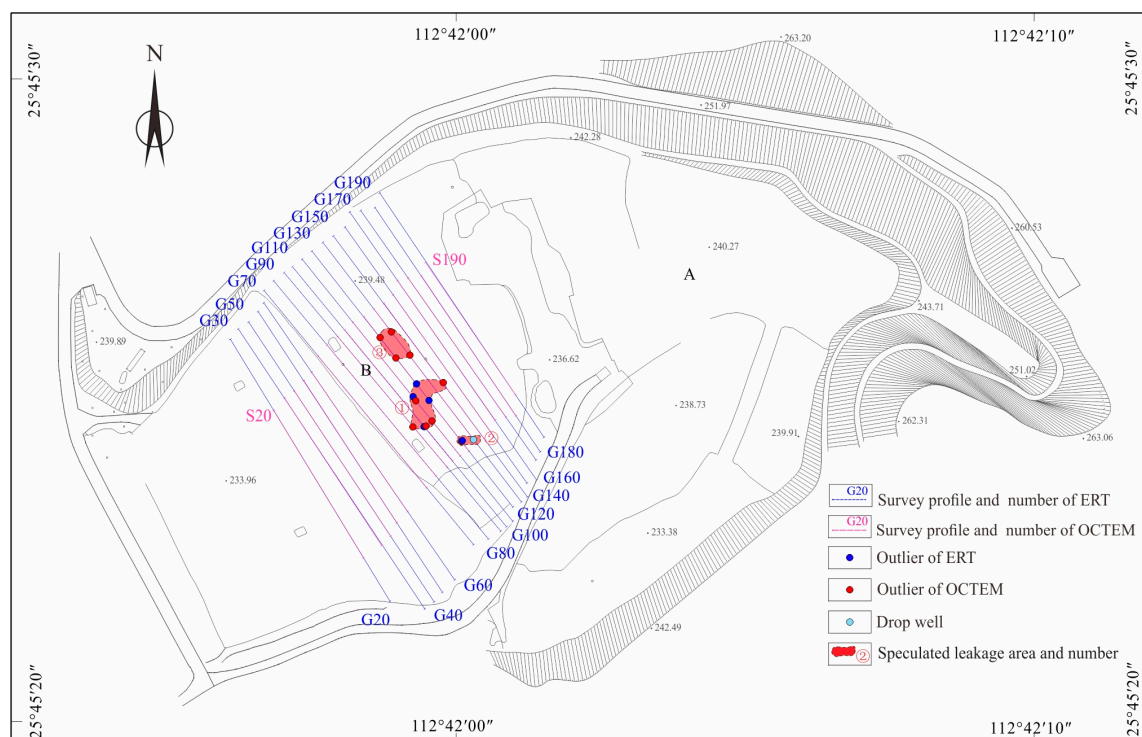 112°42′00″
112°42′10″
25°45′30″
25°45′30″
N
263.20
251.97
242.28
G190
G170
G150
G130
G110
G90
G70
G50
G30
260.53
240.27
A
S190
239.48
243.71
239.89
236.62
251.02
③
B
①
②
S20
238.73
262.31
239.91
263.06
G180
G160
G140
G120
G100
G80
G60
G40
G20
233.96
233.38
242.49
G20 Survey profile and number of ERT
G20 Survey profile and number of OCTEM
Outlier of ERT
Outlier of OCTEM
Drop well
② Speculated leakage area and number
25°45′20″
25°45′20″
112°42′00″
112°42′10″